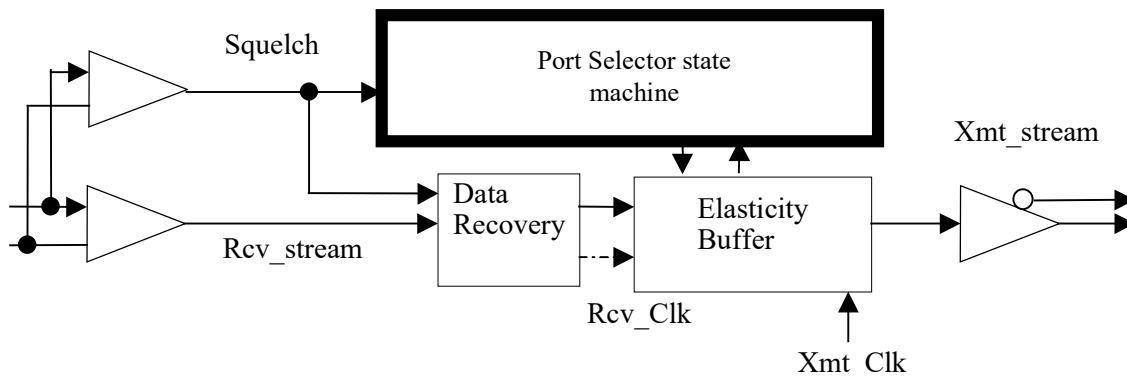 Squelch
Port Selector state
machine
Xmt_stream
Data
Recovery
Elasticity
Buffer
Rcv_stream
Rcv_Clk
Xmt_Clk